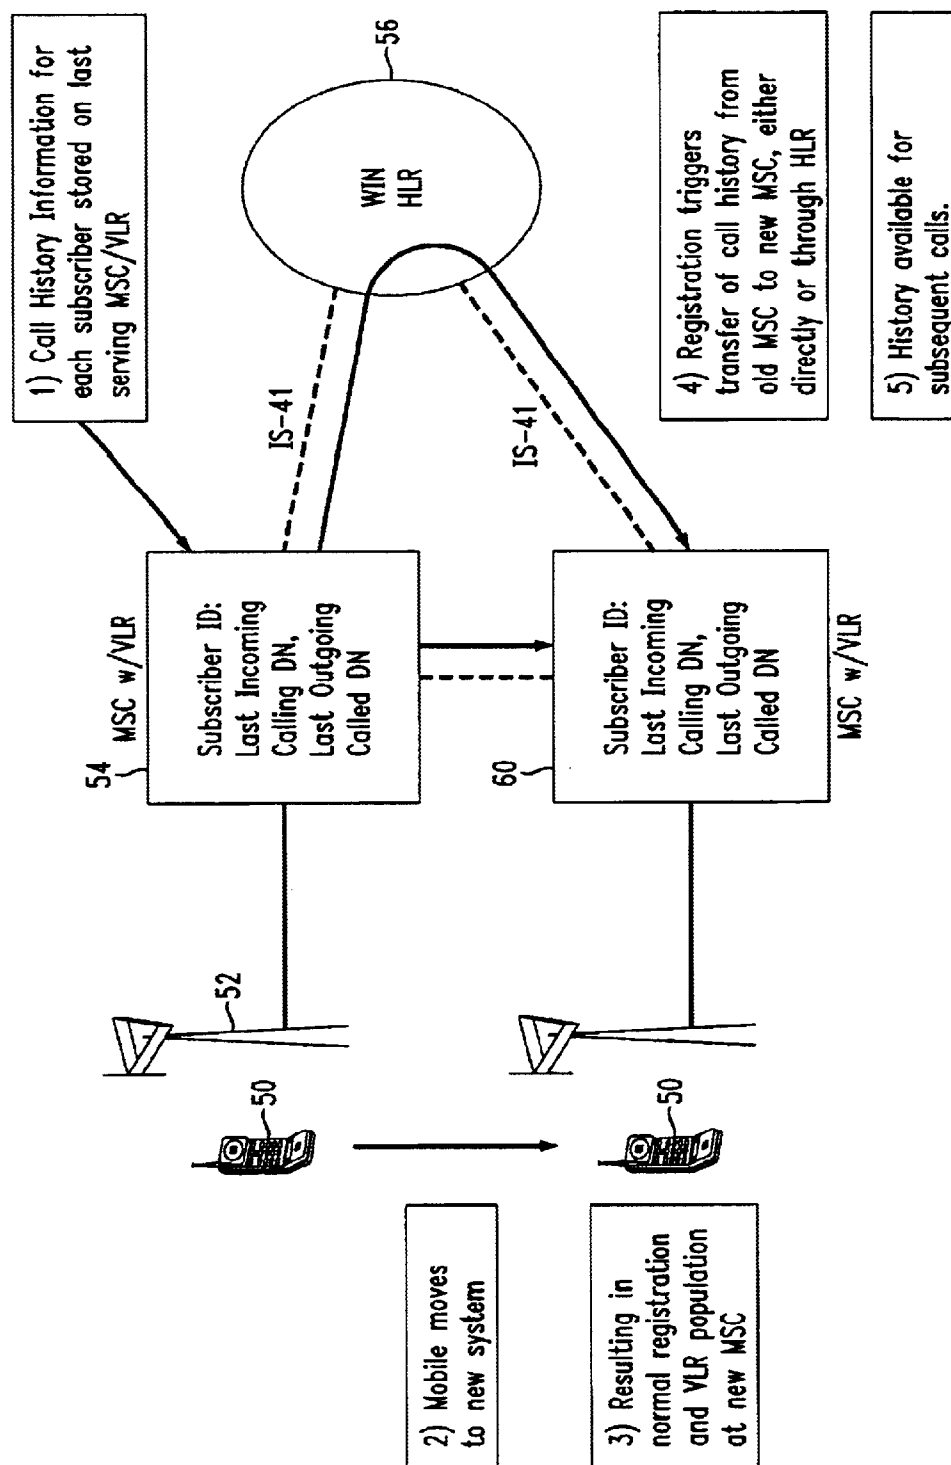 1) Call History Information for
each subscriber stored on last
serving MSC/VLR
56
WIN
HLR
IS-41
IS-41
4) Registration triggers
transfer of call history from
old MSC to new MSC, either
directly or through HLR
5) History available for
subsequent calls.
MSC w/VLR
54
Subscriber ID:
Last Incoming
Calling DN,
Last Outgoing
Called DN
60
Subscriber ID:
Last Incoming
Calling DN,
Last Outgoing
Called DN
MSC w/VLR
52
50
50
2) Mobile moves
to new system
3) Resulting in
normal registration
and VLR population
at new MSC